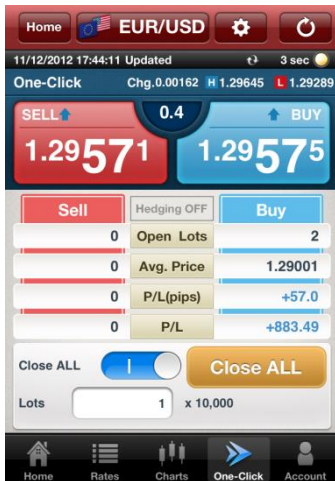 Home EUR/USD
11/12/2012 17:44:11 Updated 3 sec
One-Click Chg.0.00162 H 1.29645 L 1.29289
SELL 0.4 BUY
1.29571 1.29575
Sell Hedging OFF Buy
0 Open Lots 2
0 Avg. Price 1.29001
0 P/L(pips) +57.0
0 P/L +883.49
Close ALL Close ALL
Lots 1 x 10,000
Home Rates Charts One-Click Account